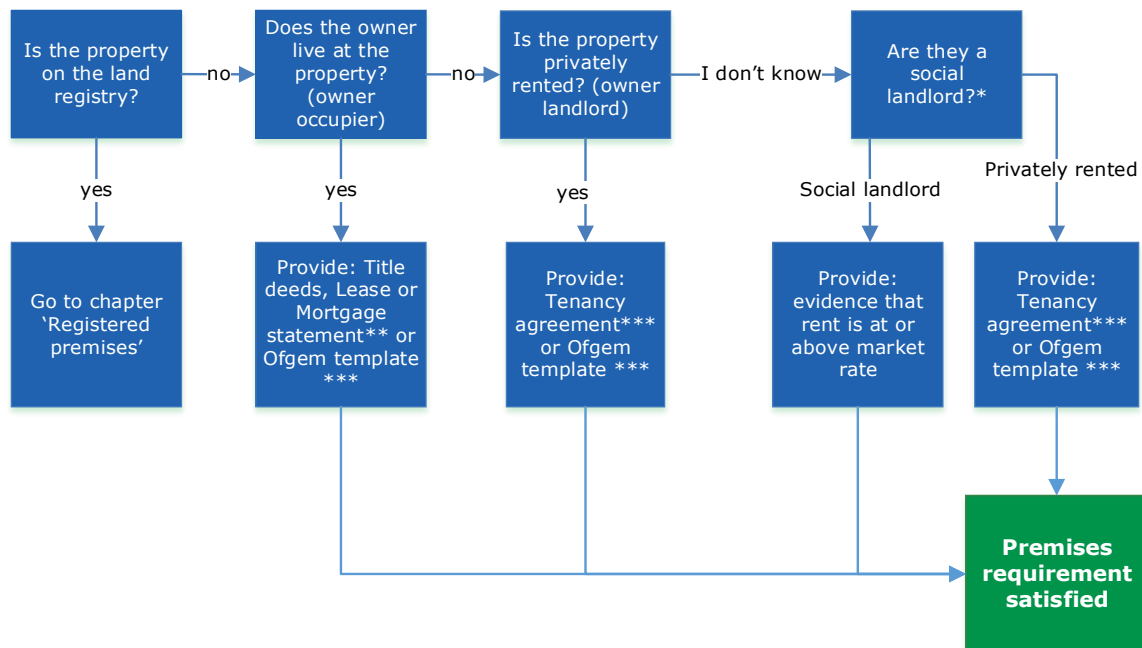 Is the property
on the land
registry?
no
Does the owner
live at the
property?
(owner
occupier)
no
Is the property
privately
rented? (owner
landlord)
I don’t know
Are they a
social
landlord?*
yes
yes
yes
Social landlord
Privately rented
Go to chapter
‘Registered
premises’
Provide: Title
deeds, Lease or
Mortgage
statement** or
Ofgem template
***
Provide:
Tenancy
agreement***
or Ofgem
template ***
Provide:
evidence that
rent is at or
above market
rate
Provide:
Tenancy
agreement***
or Ofgem
template ***
Premises
requirement
satisfied